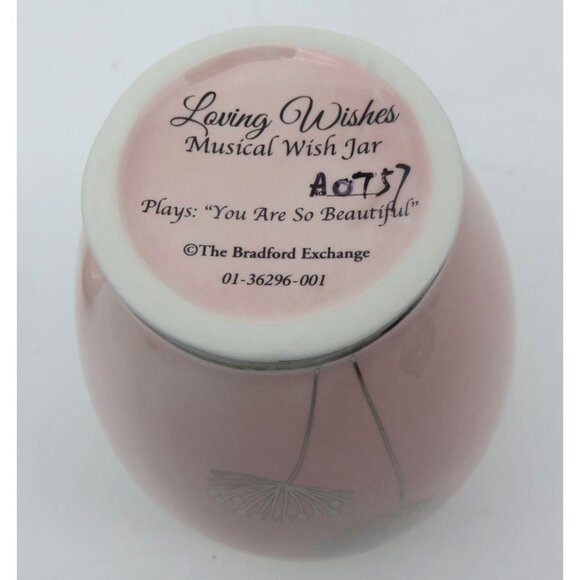 Loving Wishes
Musical Wish Jar
A0757
Plays: "You Are So Beautiful"
©The Bradford Exchange
01-36296-001